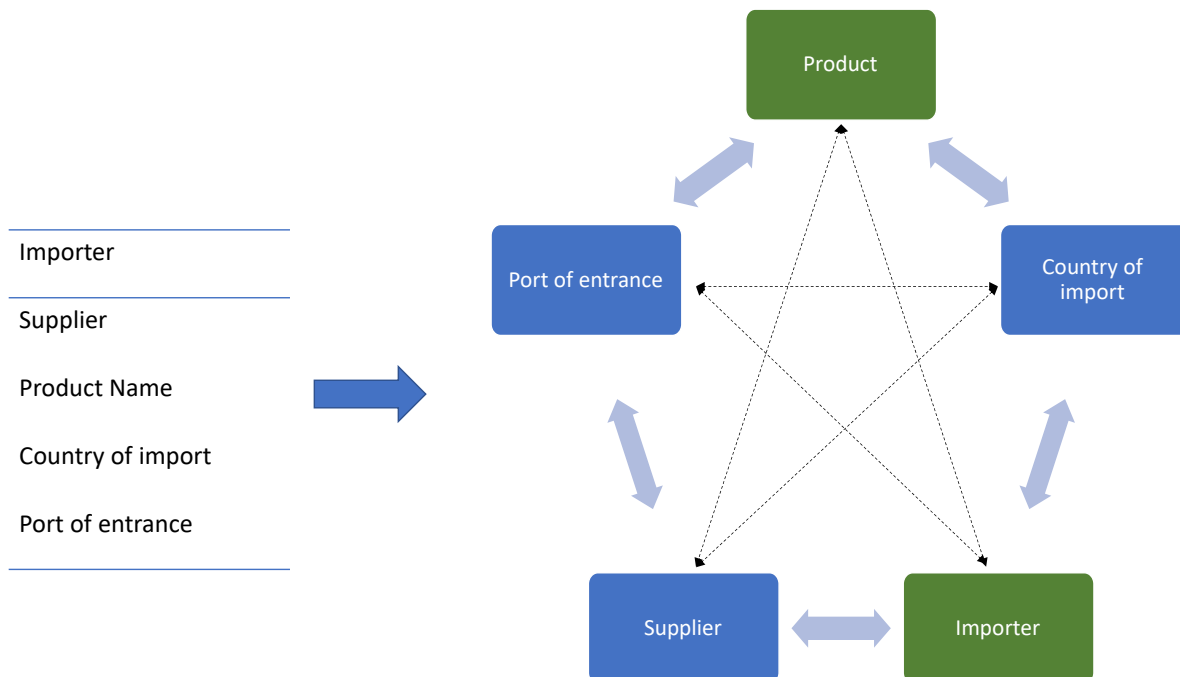 Importer
Supplier
Product Name
Country of import
Port of entrance
Product
Port of entrance
Country of
import
Supplier
Importer